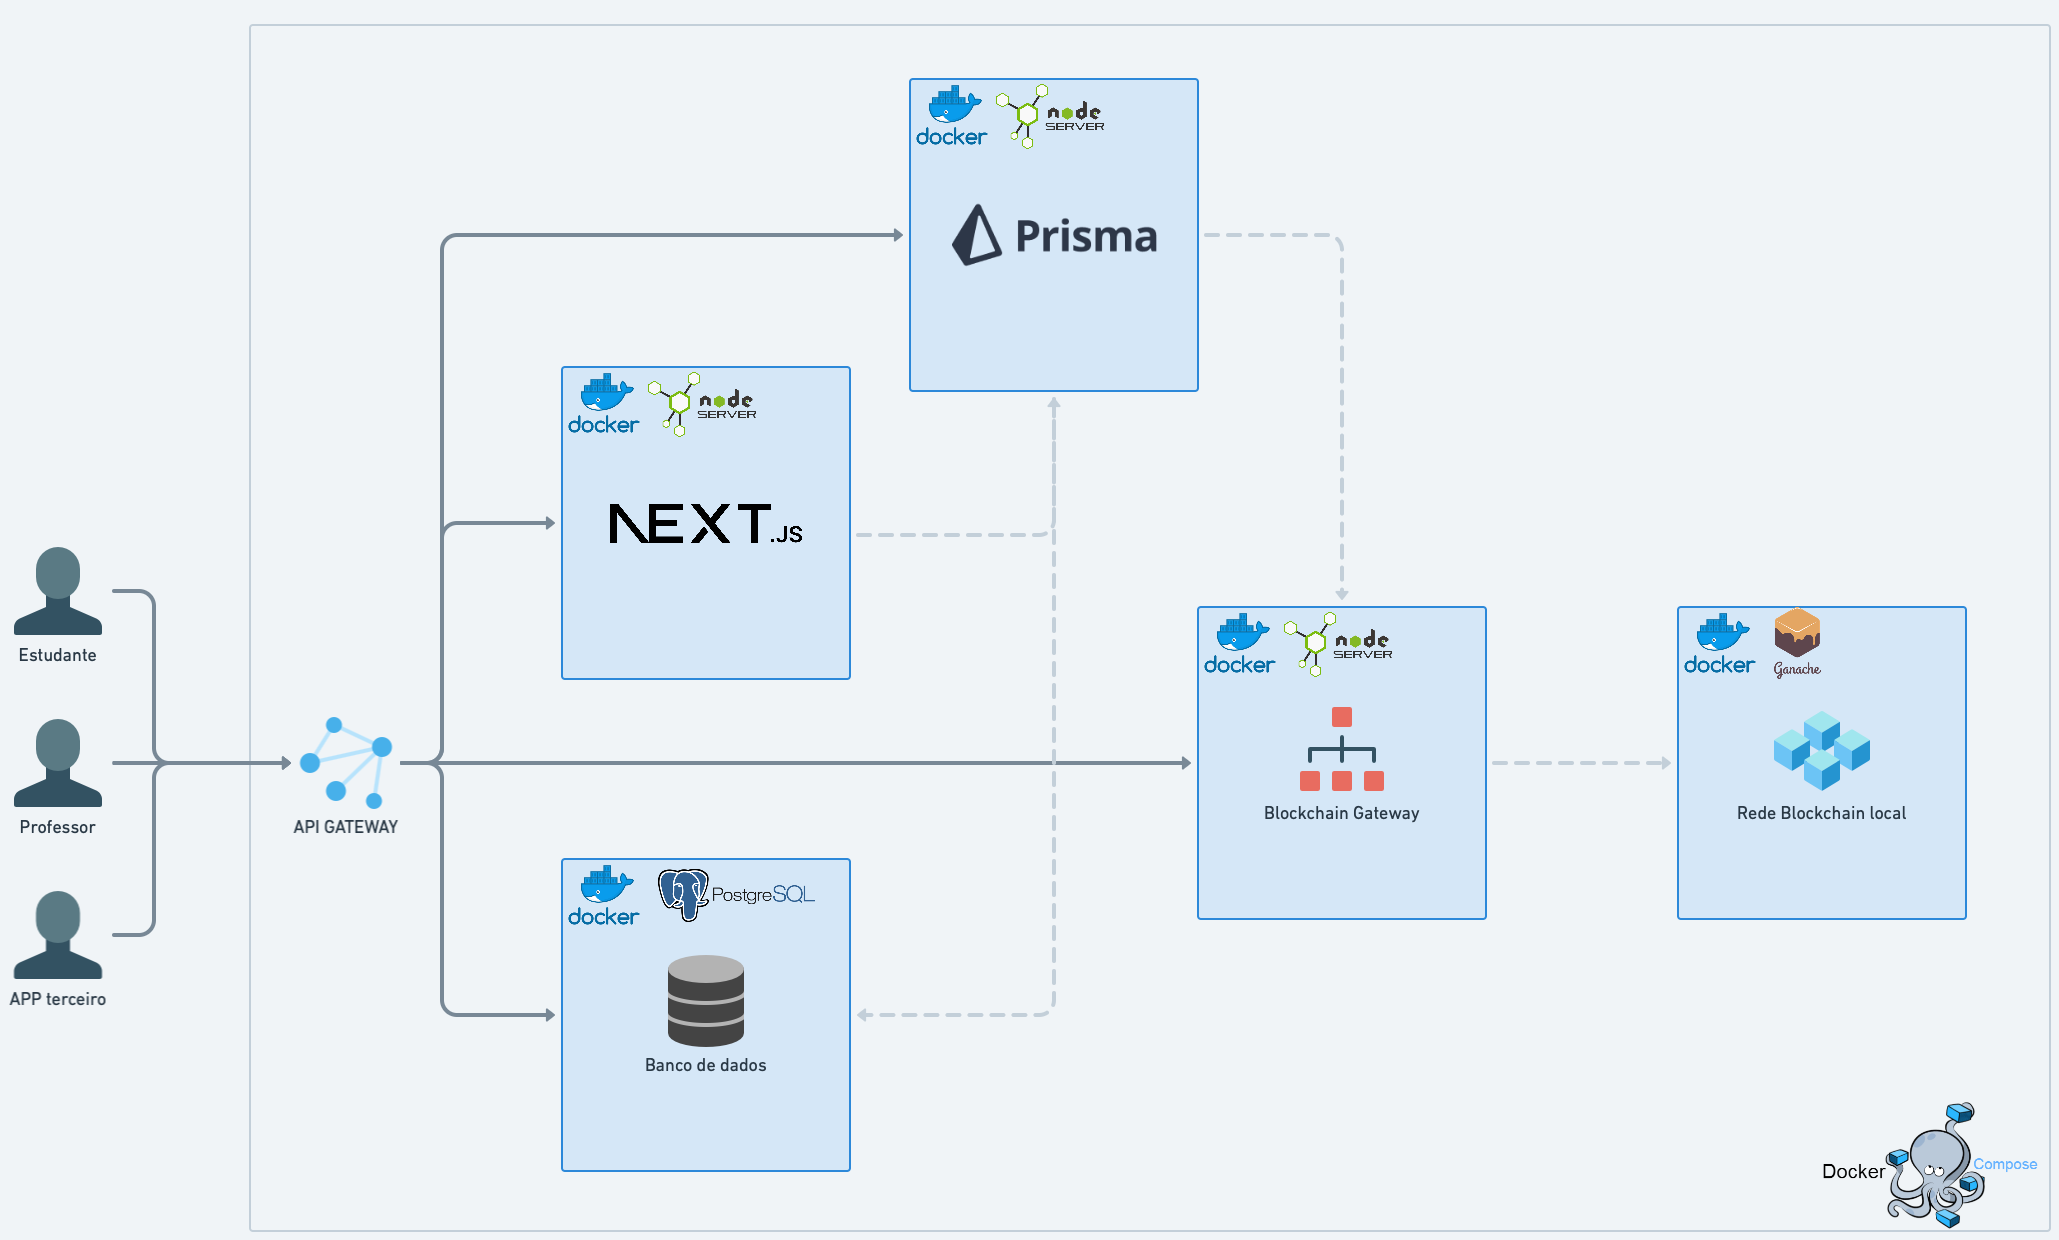 docker
node
SERVER
Prisma
docker
node
SERVER
NEXT.JS
Estudante
Professor
APP terceiro
API GATEWAY
docker
node
SERVER
Blockchain Gateway
docker
Ganache
Rede Blockchain local
docker
PostgreSQL
Banco de dados
Docker Compose